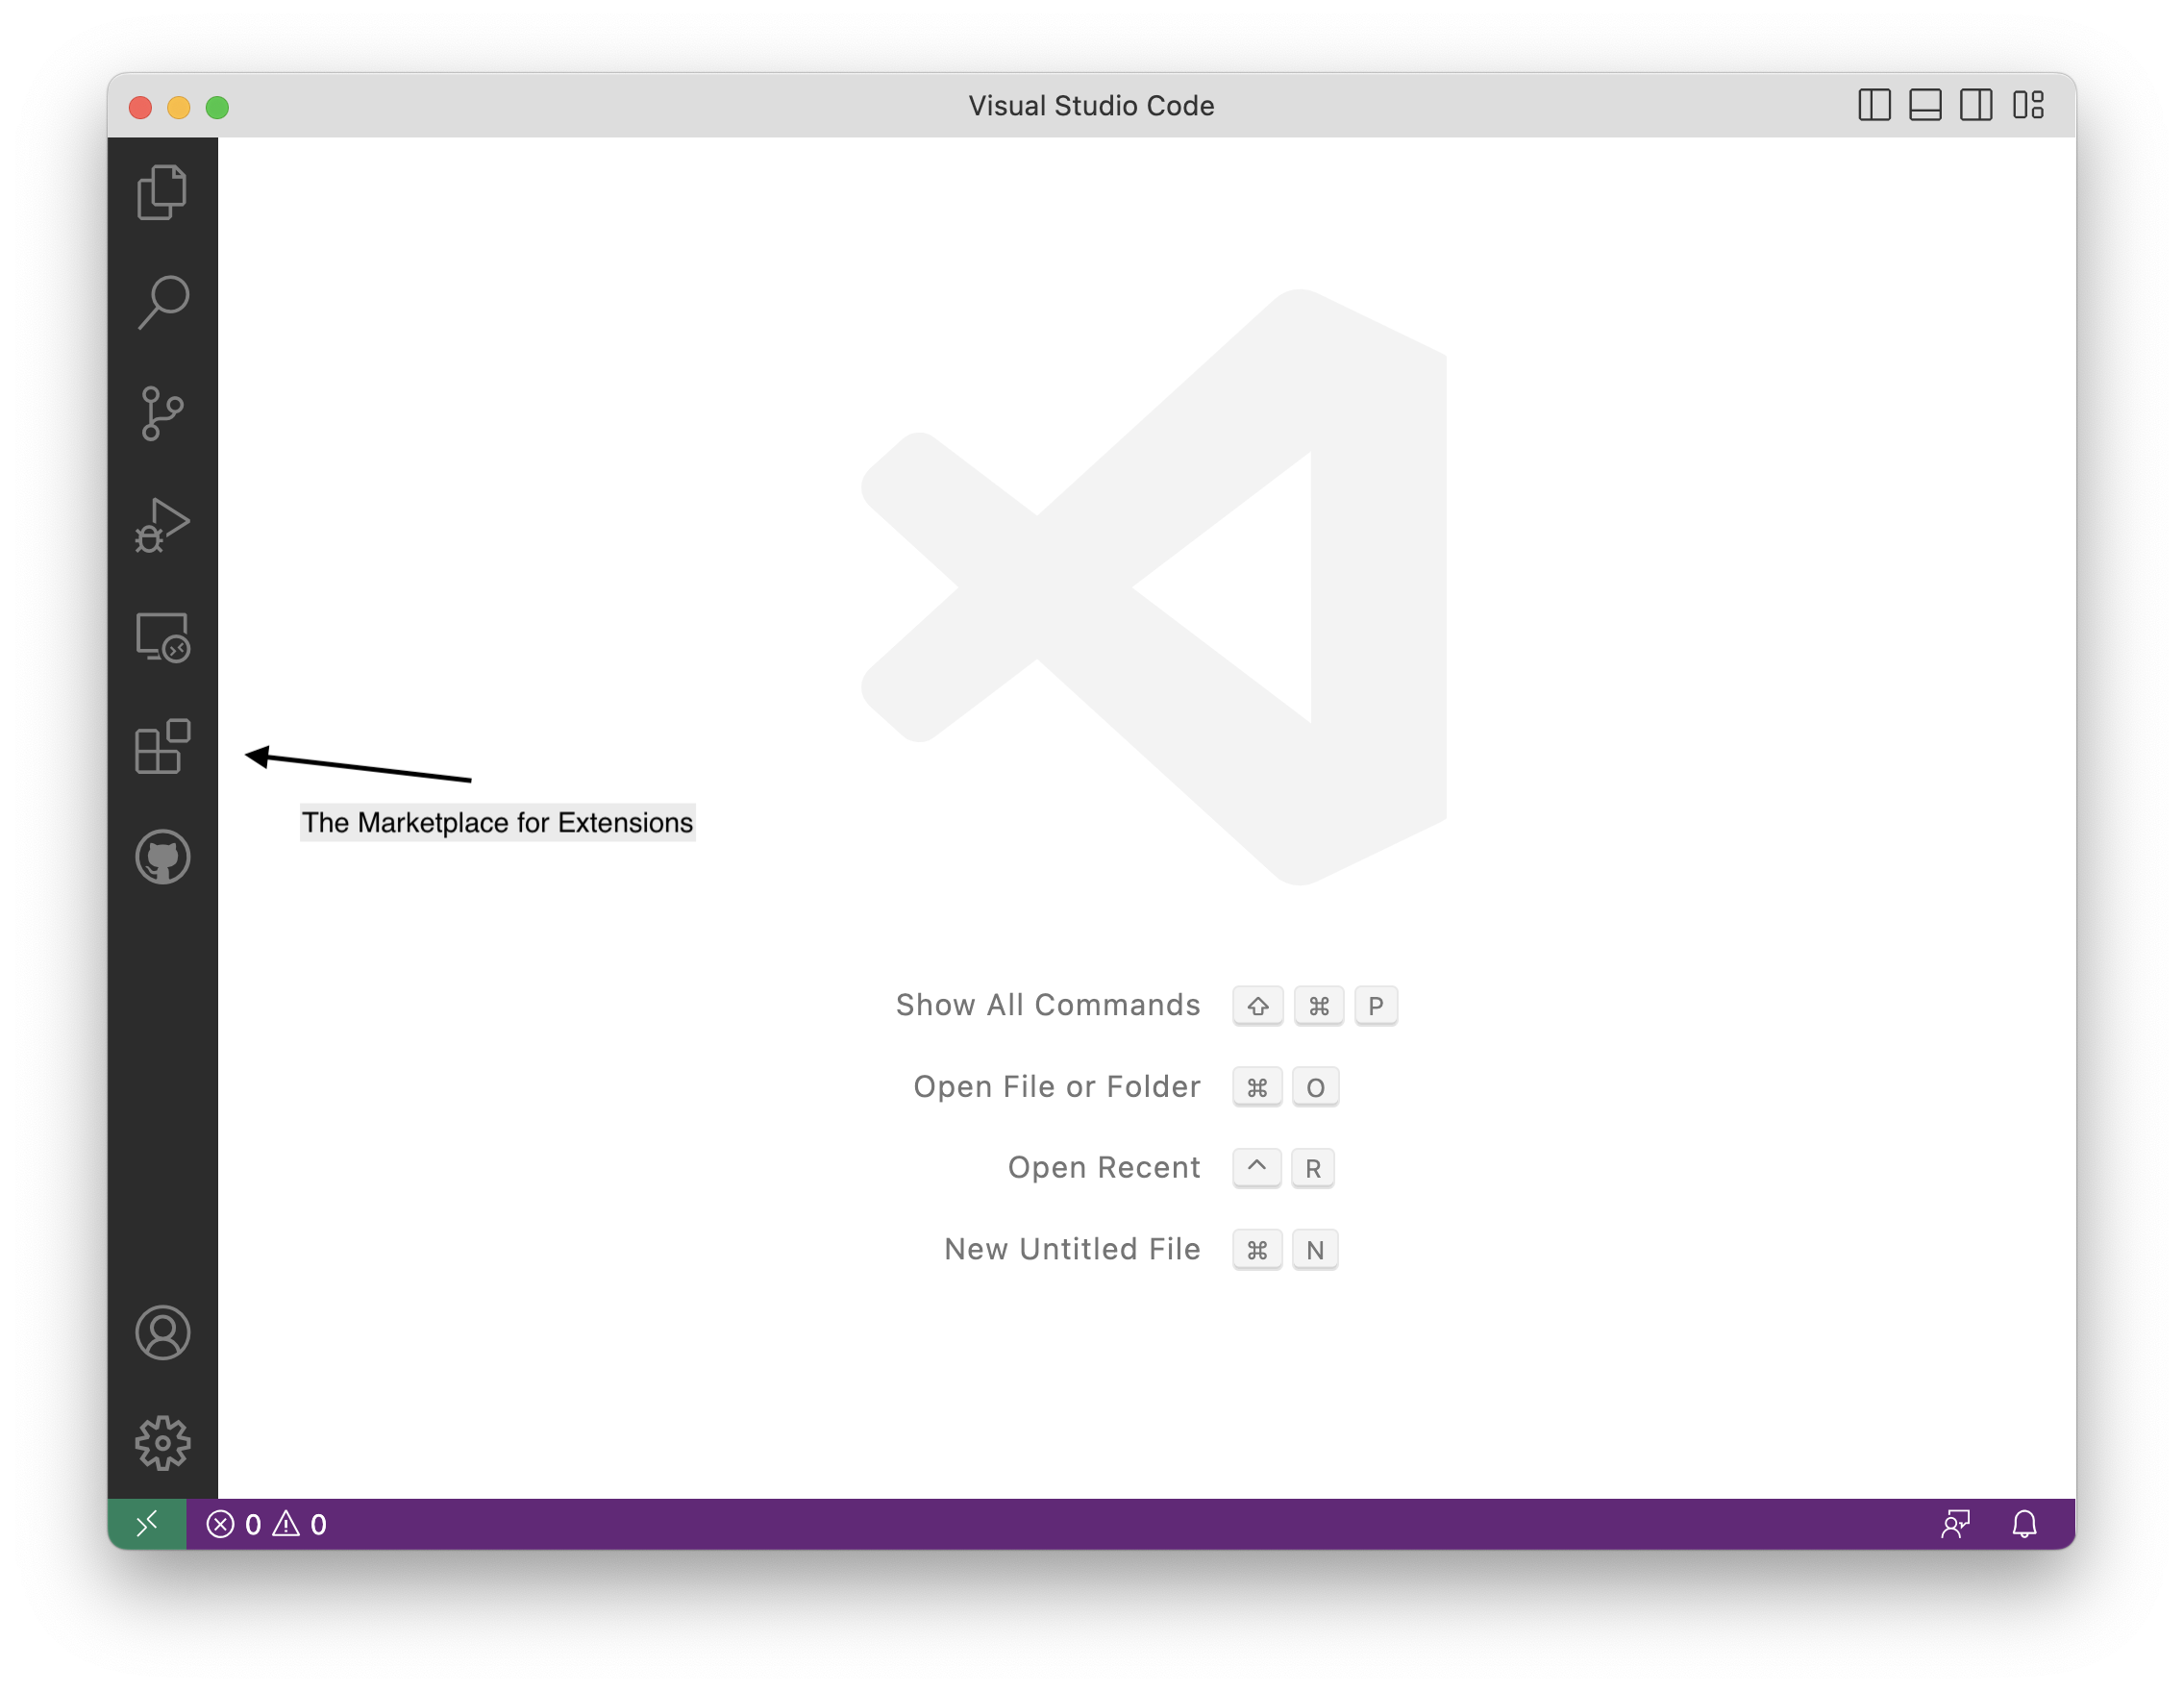 Visual Studio Code
The Marketplace for Extensions
Show All Commands ⇧ ⌘ P
Open File or Folder ⌘ O
Open Recent ^ R
New Untitled File ⌘ N
0 0